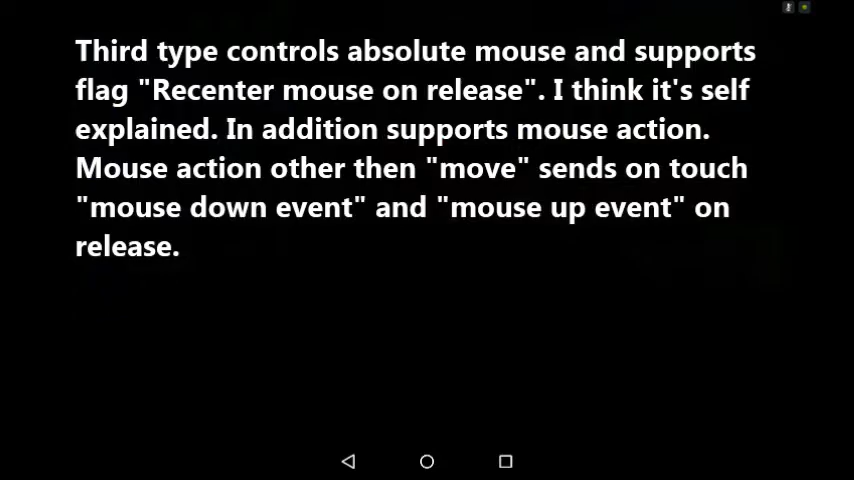 Third type controls absolute mouse and supports
flag "Recenter mouse on release". I think it's self
explained. In addition supports mouse action.
Mouse action other then "move" sends on touch
"mouse down event" and "mouse up event" on
release.